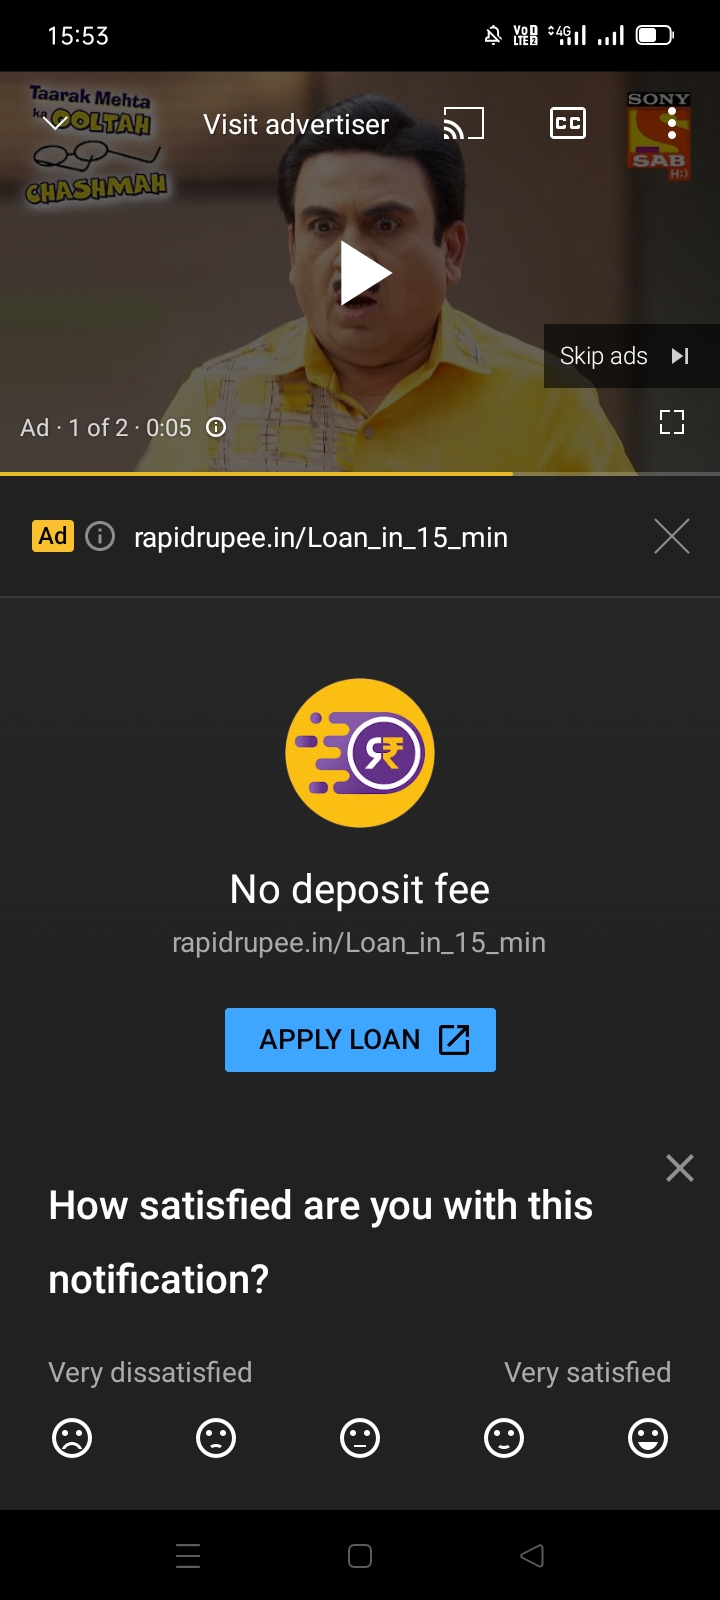 15:53
VoD
LTE2
4G
Taarak Mehta
ka OOLTAH
CHASHMAH
Visit advertiser
CC
SONY
SAB
HD
Skip ads
Ad · 1 of 2 · 0:05
Ad rapidrupee.in/Loan_in_15_min
R₹
No deposit fee
rapidrupee.in/Loan_in_15_min
APPLY LOAN
How satisfied are you with this
notification?
Very dissatisfied Very satisfied